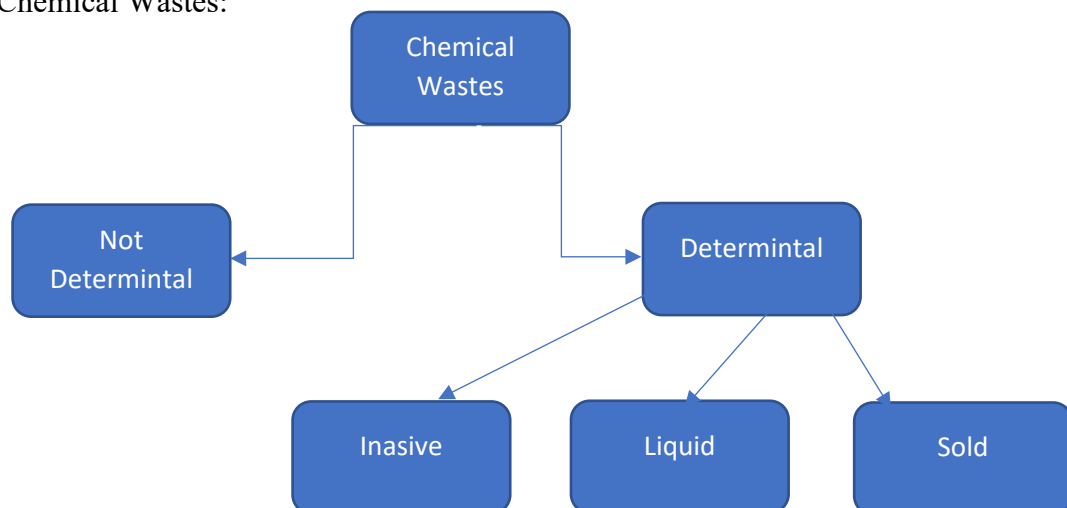 Chemical Wastes:
Chemical
Wastes
Not
Determintal
Determintal
Inasive
Liquid
Sold